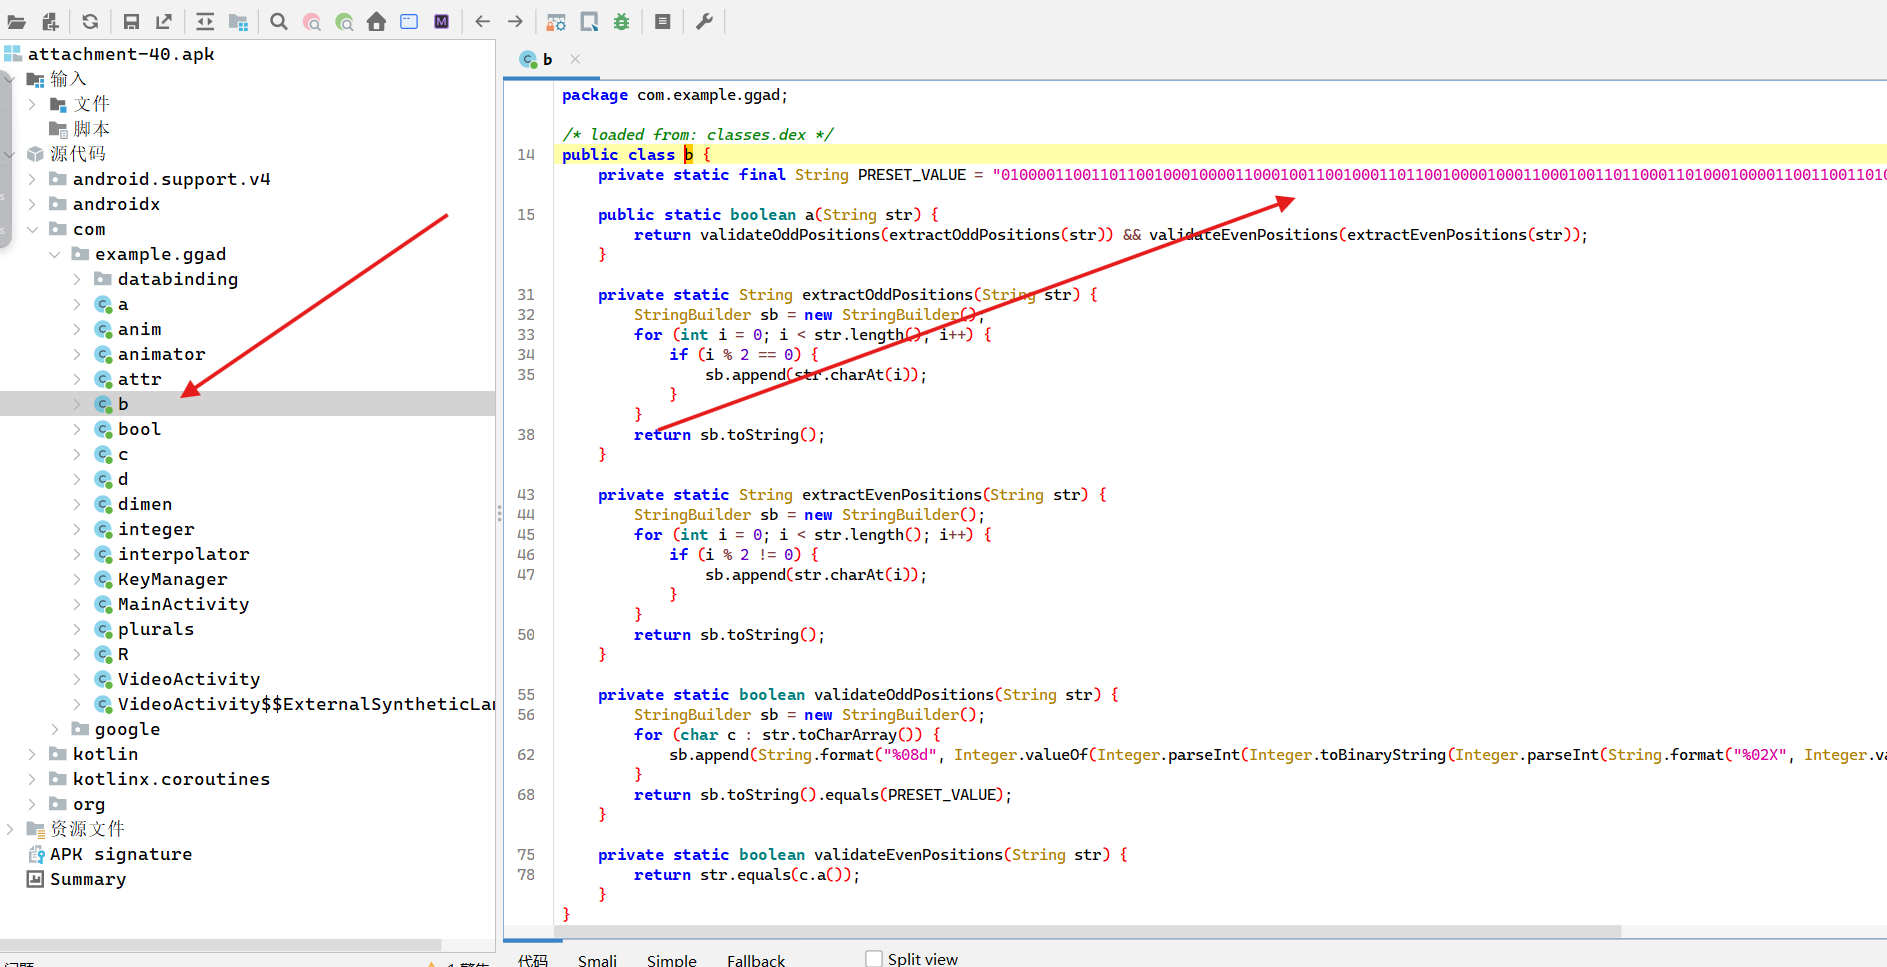 attachment-40.apk
输入
文件
脚本
源代码
android.support.v4
androidx
com
example.ggad
databinding
a
anim
animator
attr
b
bool
c
d
dimen
integer
interpolator
KeyManager
MainActivity
plurals
R
VideoActivity
VideoActivity$$ExternalSyntheticLa
google
kotlin
kotlinx.coroutines
org
资源文件
APK signature
Summary
b
package com.example.ggad;
/* loaded from: classes.dex */
14 public class b {
private static final String PRESET_VALUE = "010000110011011001000100001100010011001000110110010000100011000100110110001101000100001100110011010
15 public static boolean a(String str) {
return validateOddPositions(extractOddPositions(str)) && validateEvenPositions(extractEvenPositions(str));
}
31 private static String extractOddPositions(String str) {
32 StringBuilder sb = new StringBuilder();
33 for (int i = 0; i < str.length(); i++) {
34 if (i % 2 == 0) {
35 sb.append(str.charAt(i));
}
}
38 return sb.toString();
}
43 private static String extractEvenPositions(String str) {
44 StringBuilder sb = new StringBuilder();
45 for (int i = 0; i < str.length(); i++) {
46 if (i % 2 != 0) {
47 sb.append(str.charAt(i));
}
}
50 return sb.toString();
}
55 private static boolean validateOddPositions(String str) {
56 StringBuilder sb = new StringBuilder();
for (char c : str.toCharArray()) {
62 sb.append(String.format("%08d", Integer.valueOf(Integer.parseInt(Integer.toBinaryString(Integer.parseInt(String.format("%02X", Integer.va
}
68 return sb.toString().equals(PRESET_VALUE);
}
75 private static boolean validateEvenPositions(String str) {
78 return str.equals(c.a());
}
}
代码 Smali Simple Fallback Split view